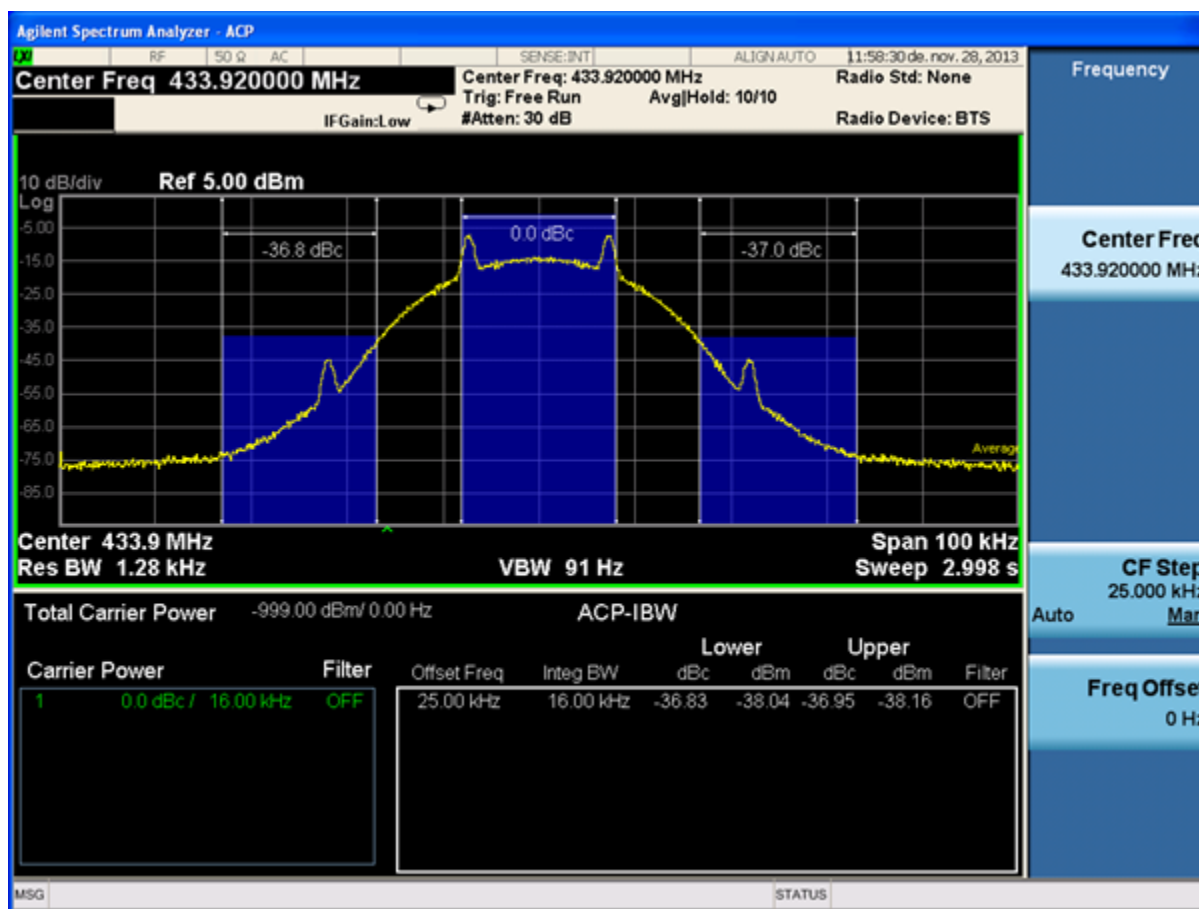 Agilent Spectrum Analyzer - ACP
LXI RF 50 Ω AC SENSE:INT ALIGN AUTO 11:58:30 de. nov. 28, 2013
Center Freq 433.920000 MHz
Center Freq: 433.920000 MHz Radio Std: None
Trig: Free Run Avg|Hold: 10/10
IFGain:Low #Atten: 30 dB Radio Device: BTS
10 dB/div Ref 5.00 dBm
Log
-5.00
0.0 dBc
-36.8 dBc -37.0 dBc
-15.0
-25.0
-35.0
-45.0
-55.0
-65.0
Average
-75.0
-85.0
Center 433.9 MHz Span 100 kHz
Res BW 1.28 kHz VBW 91 Hz Sweep 2.998 s
Total Carrier Power -999.00 dBm/ 0.00 Hz ACP-IBW
Lower Upper
Carrier Power Filter Offset Freq Integ BW dBc dBm dBc dBm Filter
1 0.0 dBc / 16.00 kHz OFF 25.00 kHz 16.00 kHz -36.83 -38.04 -36.95 -38.16 OFF
MSG STATUS
Frequency
Center Freq
433.920000 MHz
CF Step
25.000 kHz
Auto Man
Freq Offset
0 Hz